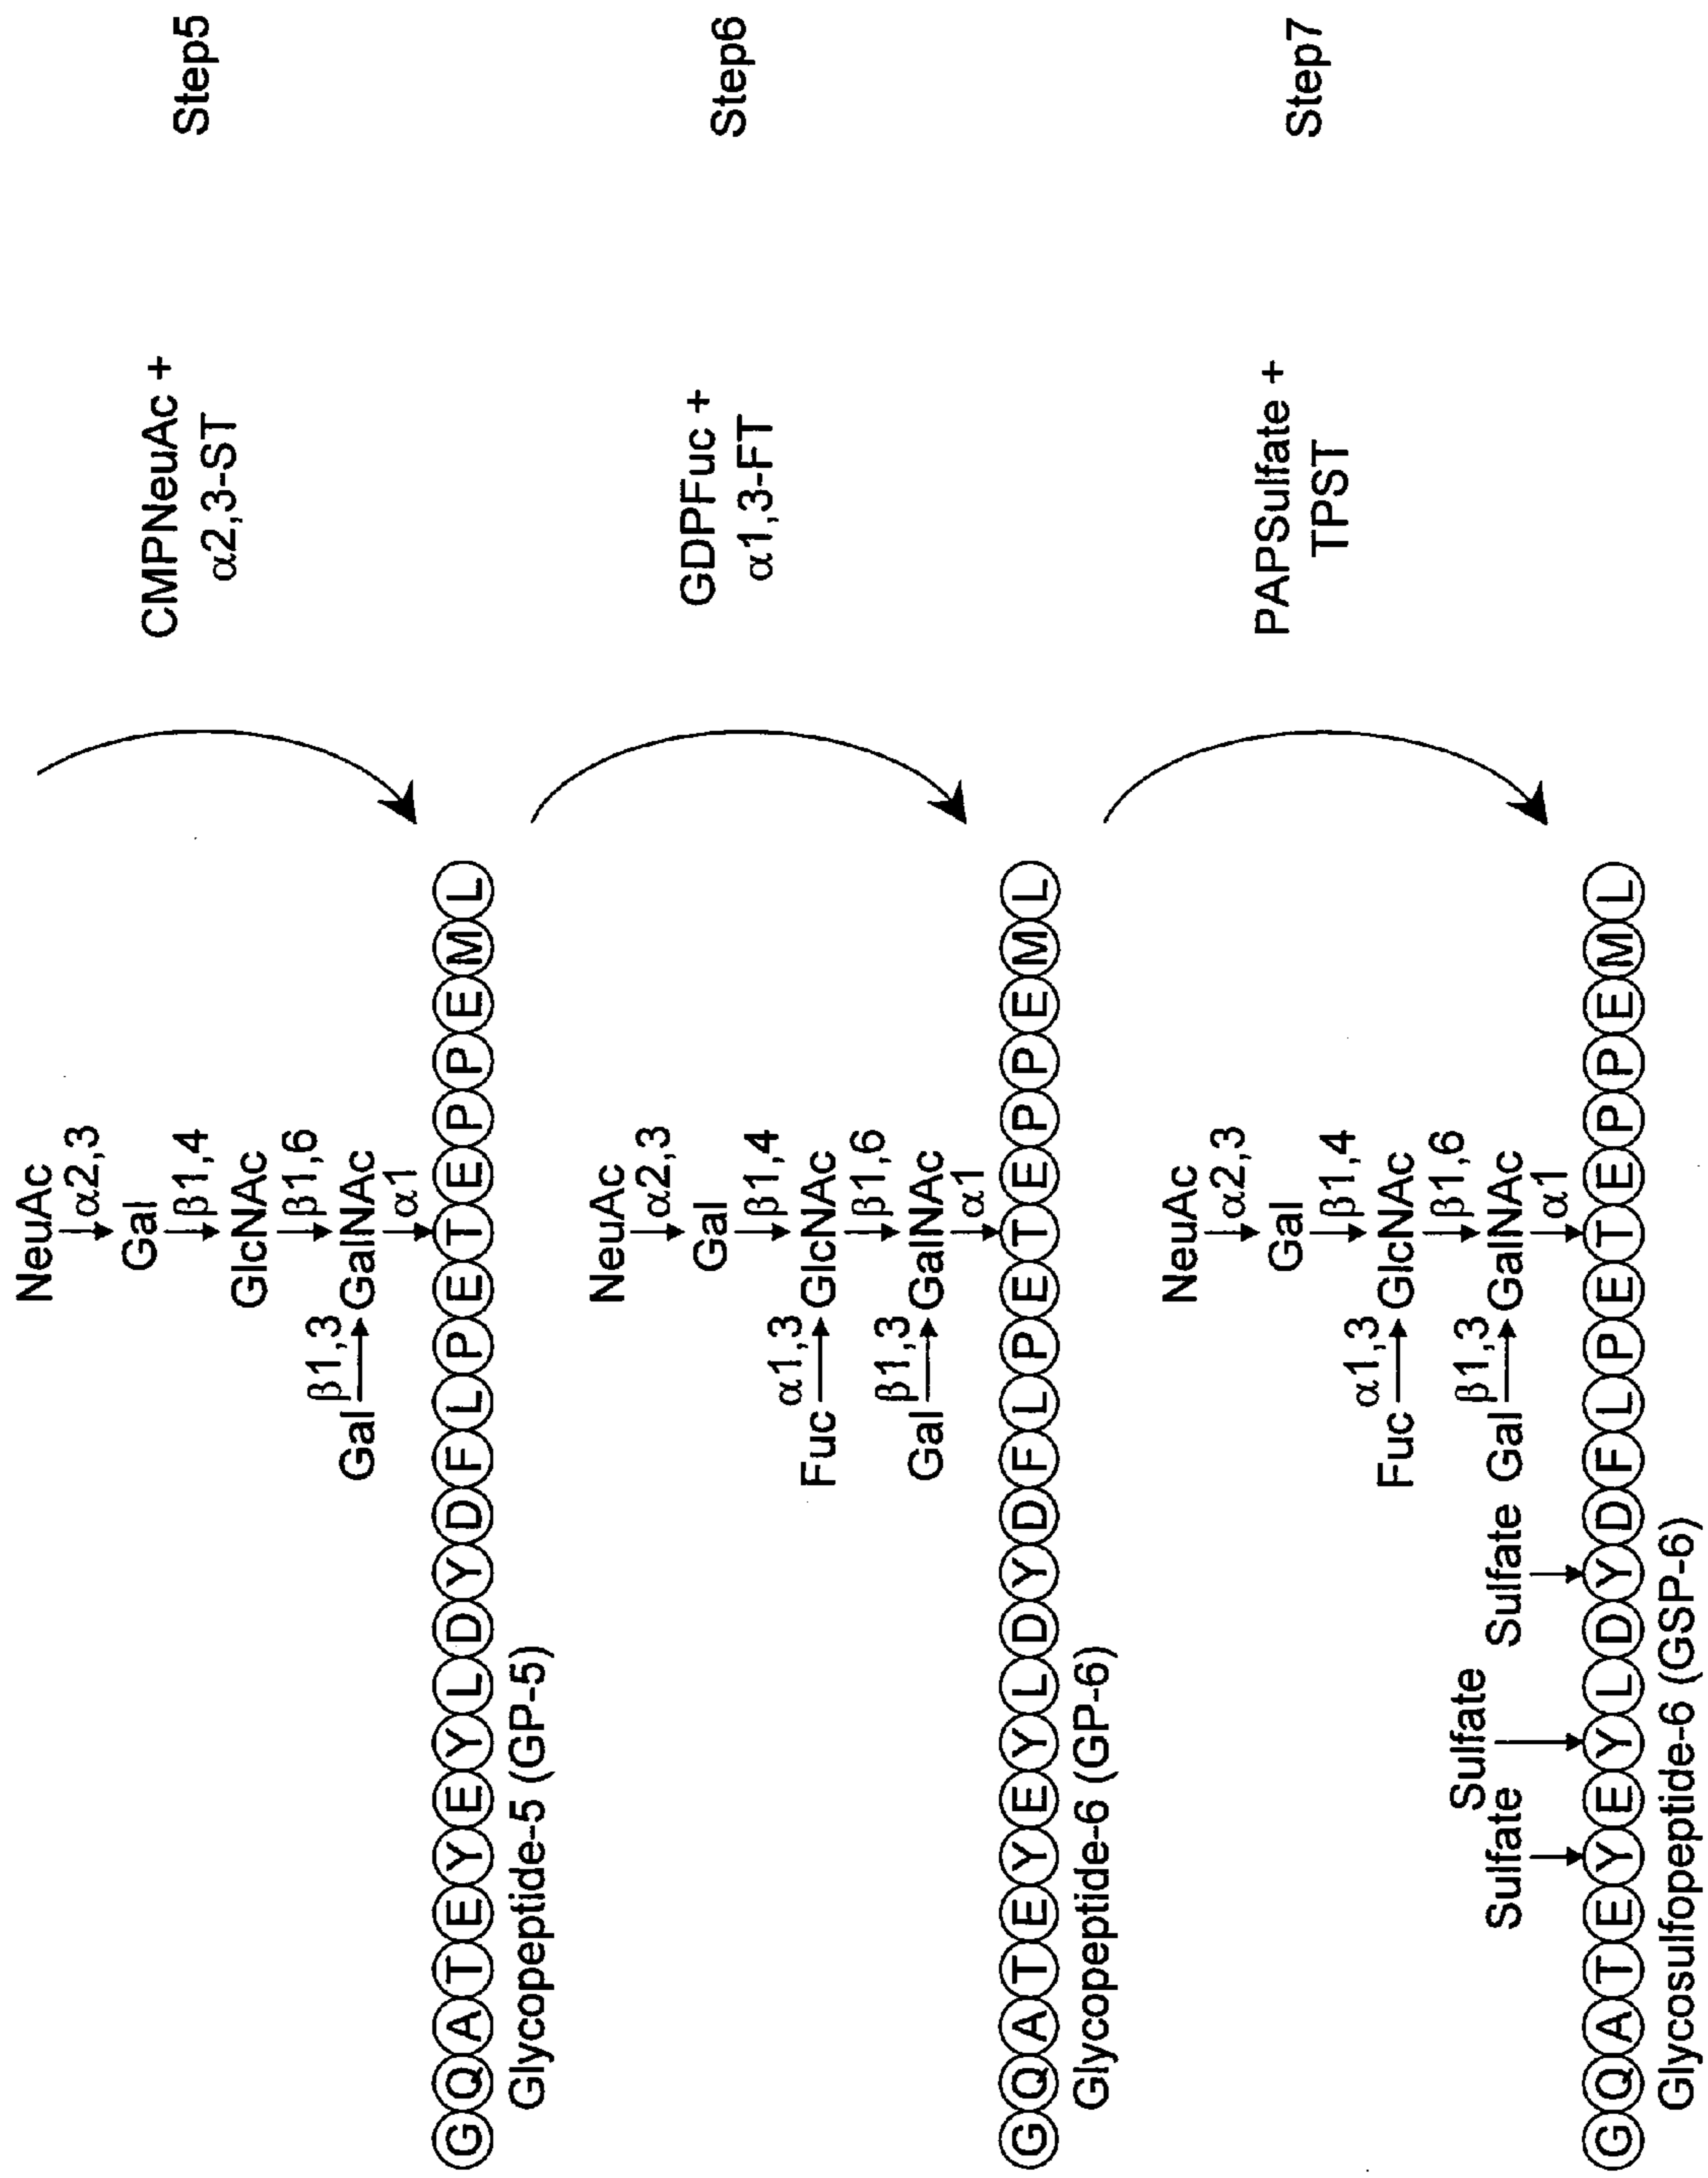 NeuAc
α2,3
Gal
β1,4
GlcNAc
β1,6
Gal β1,3 GalNAc
α1
GQATEYEYLDYDFLPETEPPEML
Glycopeptide-5 (GP-5)
CMPNeuAc +
α2,3-ST
Step5
NeuAc
α2,3
Gal
β1,4
Fuc α1,3 GlcNAc
β1,6
Gal β1,3 GalNAc
α1
GQATEYEYLDYDFLPETEPPEML
Glycopeptide-6 (GP-6)
GDPFuc +
α1,3-FT
Step6
NeuAc
α2,3
Gal
β1,4
Fuc α1,3 GlcNAc
β1,6
Sulfate
Sulfate Sulfate Gal β1,3 GalNAc
α1
GQATEYEYLDYDFLPETEPPEML
Glycosulfopeptide-6 (GSP-6)
PAPSulfate +
TPST
Step7